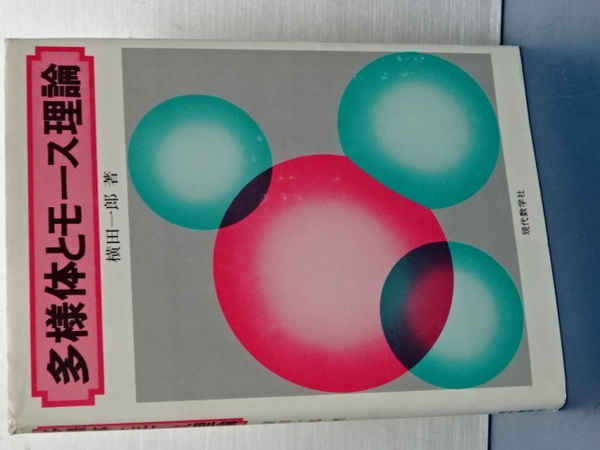 多様体とモース理論
横田一郎 著
現代数学社